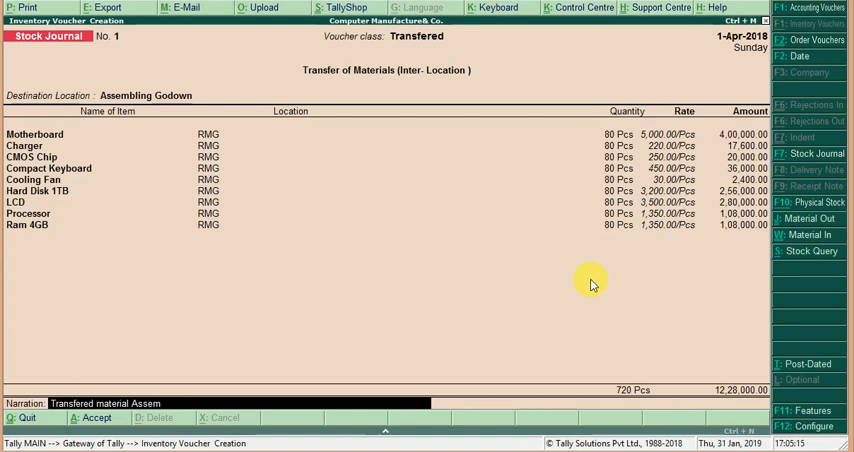 P: Print E: Export M: E-Mail O: Upload S: TallyShop G: Language K: Keyboard K: Control Centre H: Support Centre H: Help
Inventory Voucher Creation Computer Manufacture& Co. Ctrl + M
Stock Journal No. 1 Voucher class: Transfered 1-Apr-2018
Sunday
Transfer of Materials (Inter- Location )
Destination Location : Assembling Godown
Name of Item Location Quantity Rate Amount
Motherboard RMG 80 Pcs 5,000.00/Pcs 4,00,000.00
Charger RMG 80 Pcs 220.00/Pcs 17,600.00
CMOS Chip RMG 80 Pcs 250.00/Pcs 20,000.00
Compact Keyboard RMG 80 Pcs 450.00/Pcs 36,000.00
Cooling Fan RMG 80 Pcs 30.00/Pcs 2,400.00
Hard Disk 1TB RMG 80 Pcs 3,200.00/Pcs 2,56,000.00
LCD RMG 80 Pcs 3,500.00/Pcs 2,80,000.00
Processor RMG 80 Pcs 1,350.00/Pcs 1,08,000.00
Ram 4GB RMG 80 Pcs 1,350.00/Pcs 1,08,000.00
720 Pcs 12,28,000.00
Narration: Transfered material Assem
Q: Quit A: Accept D: Delete X: Cancel
Ctrl + N
Tally MAIN --> Gateway of Tally --> Inventory Voucher Creation © Tally Solutions Pvt Ltd., 1988-2018 Thu, 31 Jan, 2019 17:05:15
F1: Accounting Vouchers
F1: Inventory Vouchers
F2: Order Vouchers
F2: Date
F3: Company
F6: Rejections In
F6: Rejections Out
F7: Indent
F7: Stock Journal
F8: Delivery Note
F9: Receipt Note
F10: Physical Stock
J: Material Out
W: Material In
S: Stock Query
T: Post-Dated
L: Optional
F11: Features
F12: Configure